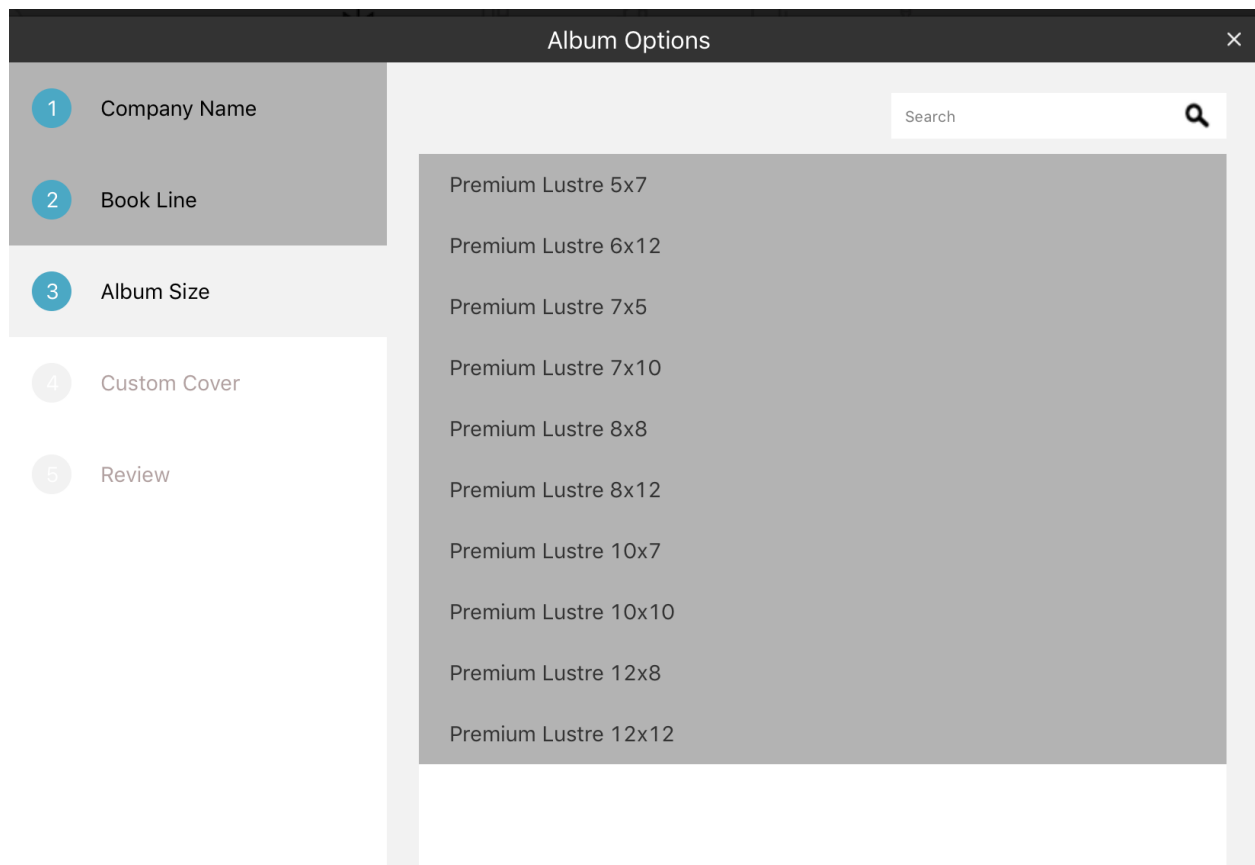 Album Options
×
1 Company Name
2 Book Line
3 Album Size
4 Custom Cover
5 Review
Search
Premium Lustre 5x7
Premium Lustre 6x12
Premium Lustre 7x5
Premium Lustre 7x10
Premium Lustre 8x8
Premium Lustre 8x12
Premium Lustre 10x7
Premium Lustre 10x10
Premium Lustre 12x8
Premium Lustre 12x12